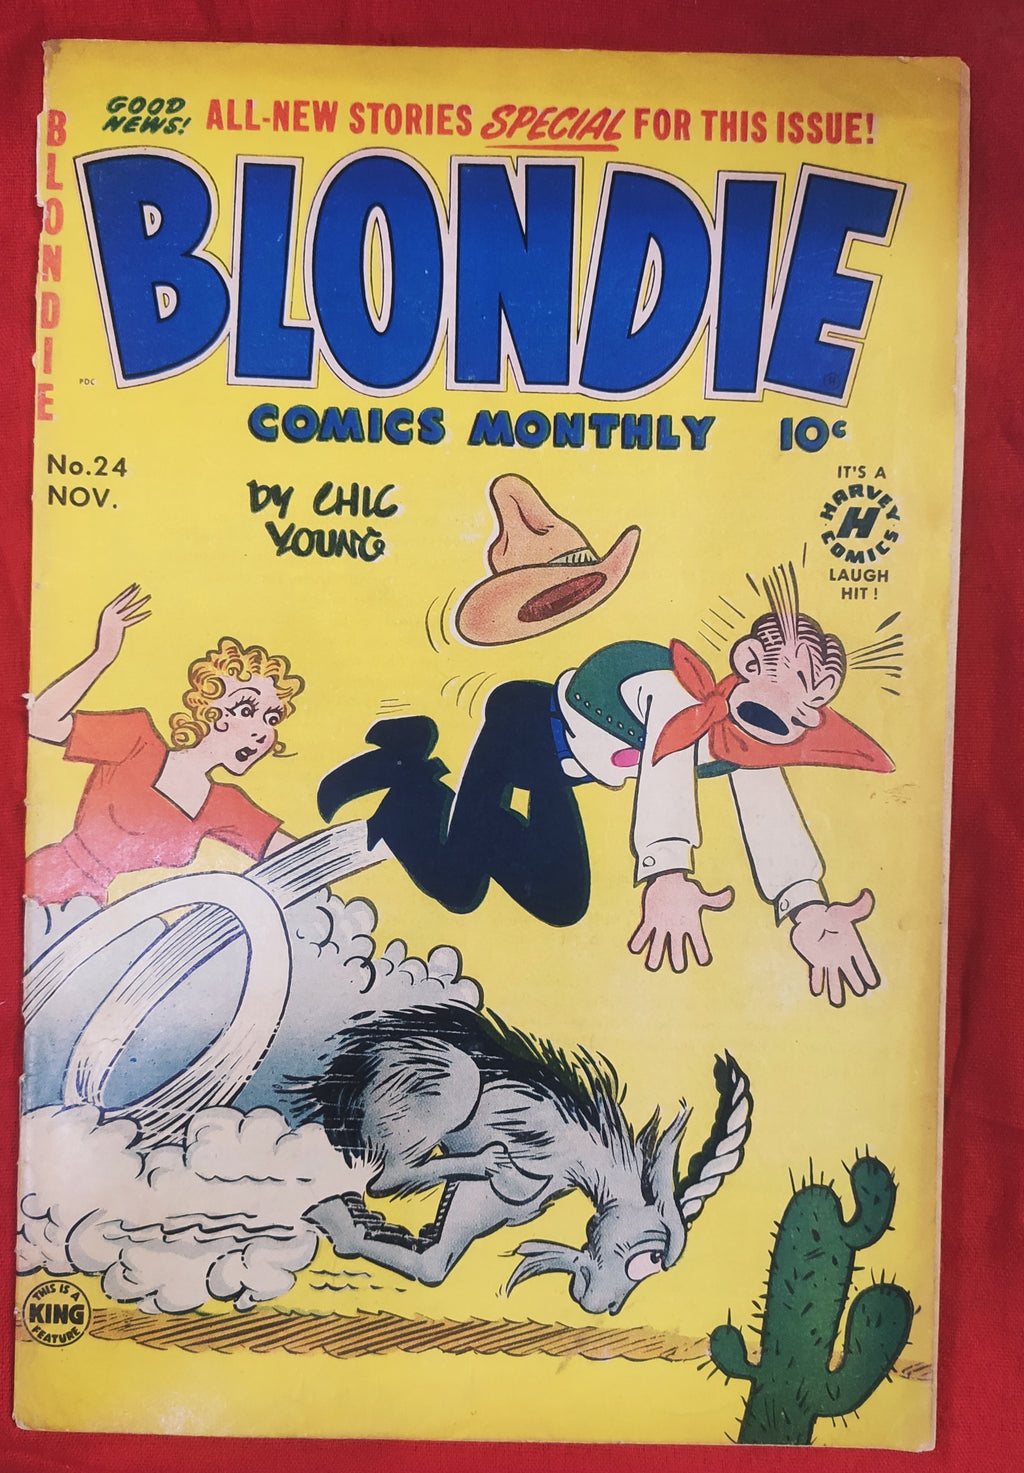 GOOD NEWS!
ALL-NEW STORIES SPECIAL FOR THIS ISSUE!
BLONDIE
BLONDIE
PDC
®
COMICS MONTHLY 10¢
No.24
NOV.
BY CHIC
YOUNG
IT'S A
HARVEY
H
COMICS
LAUGH
HIT!
THIS IS A
KING
FEATURE